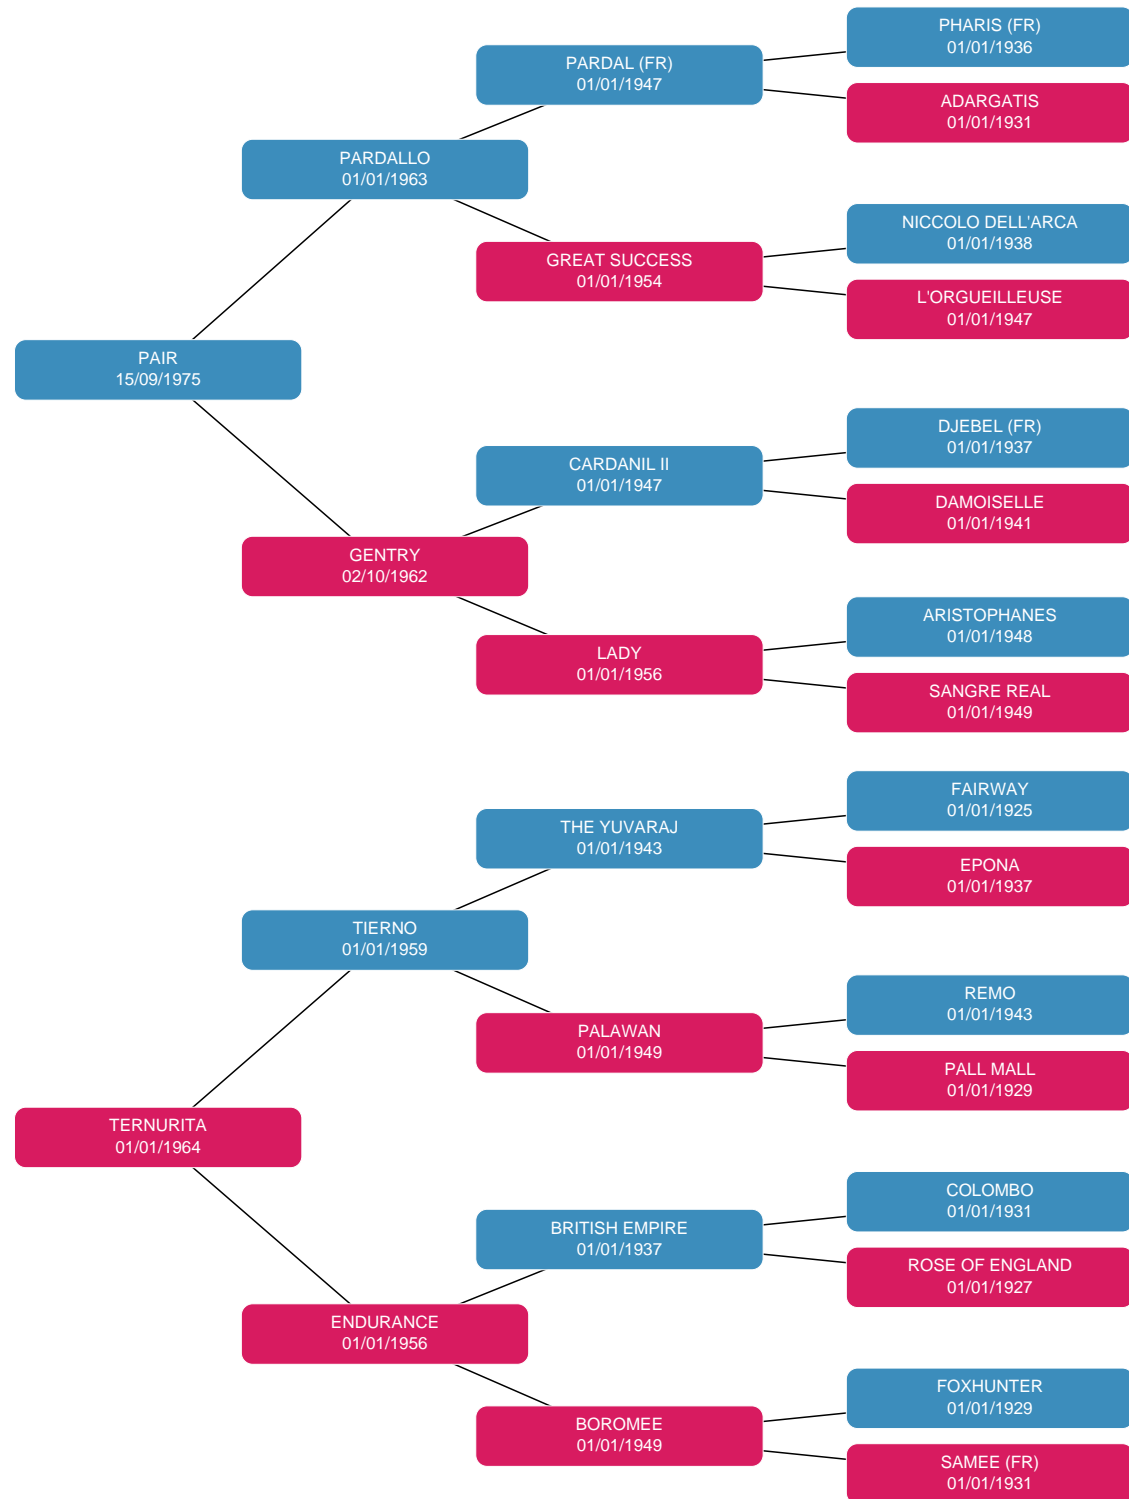 PHARIS (FR)
01/01/1936
PARDAL (FR)
01/01/1947
ADARGATIS
01/01/1931
PARDALLO
01/01/1963
NICCOLO DELL'ARCA
01/01/1938
GREAT SUCCESS
01/01/1954
L'ORGUEILLEUSE
01/01/1947
PAIR
15/09/1975
DJEBEL (FR)
01/01/1937
CARDANIL II
01/01/1947
DAMOISELLE
01/01/1941
GENTRY
02/10/1962
ARISTOPHANES
01/01/1948
LADY
01/01/1956
SANGRE REAL
01/01/1949
FAIRWAY
01/01/1925
THE YUVARAJ
01/01/1943
EPONA
01/01/1937
TIERNO
01/01/1959
REMO
01/01/1943
PALAWAN
01/01/1949
PALL MALL
01/01/1929
TERNURITA
01/01/1964
COLOMBO
01/01/1931
BRITISH EMPIRE
01/01/1937
ROSE OF ENGLAND
01/01/1927
ENDURANCE
01/01/1956
FOXHUNTER
01/01/1929
BOROMEE
01/01/1949
SAMEE (FR)
01/01/1931